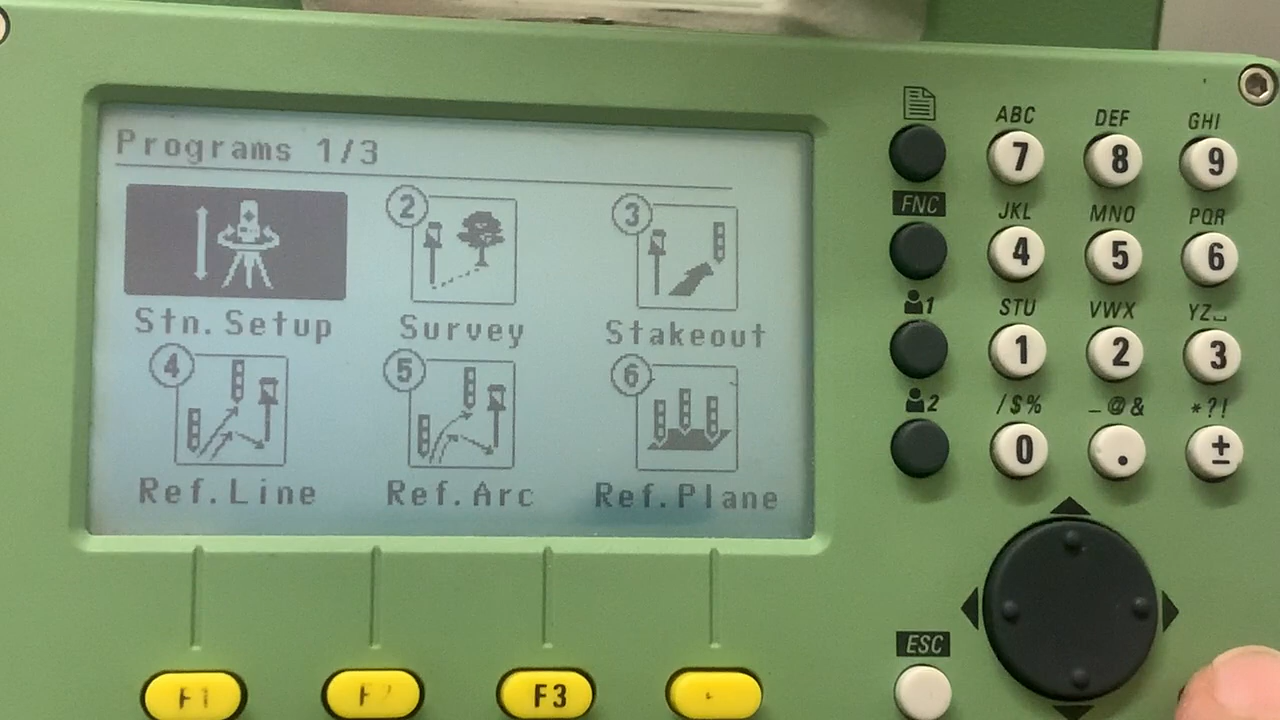 Programs 1/3
2
3
Stn.Setup
Survey
Stakeout
4
5
6
Ref.Line
Ref.Arc
Ref.Plane
F1
F3
ABC DEF GHI
7 8 9
FNC
JKL MNO PQR
4 5 6
1
STU VWX YZ⎵
1 2 3
2
/$% _@& *?!
0 . ±
ESC